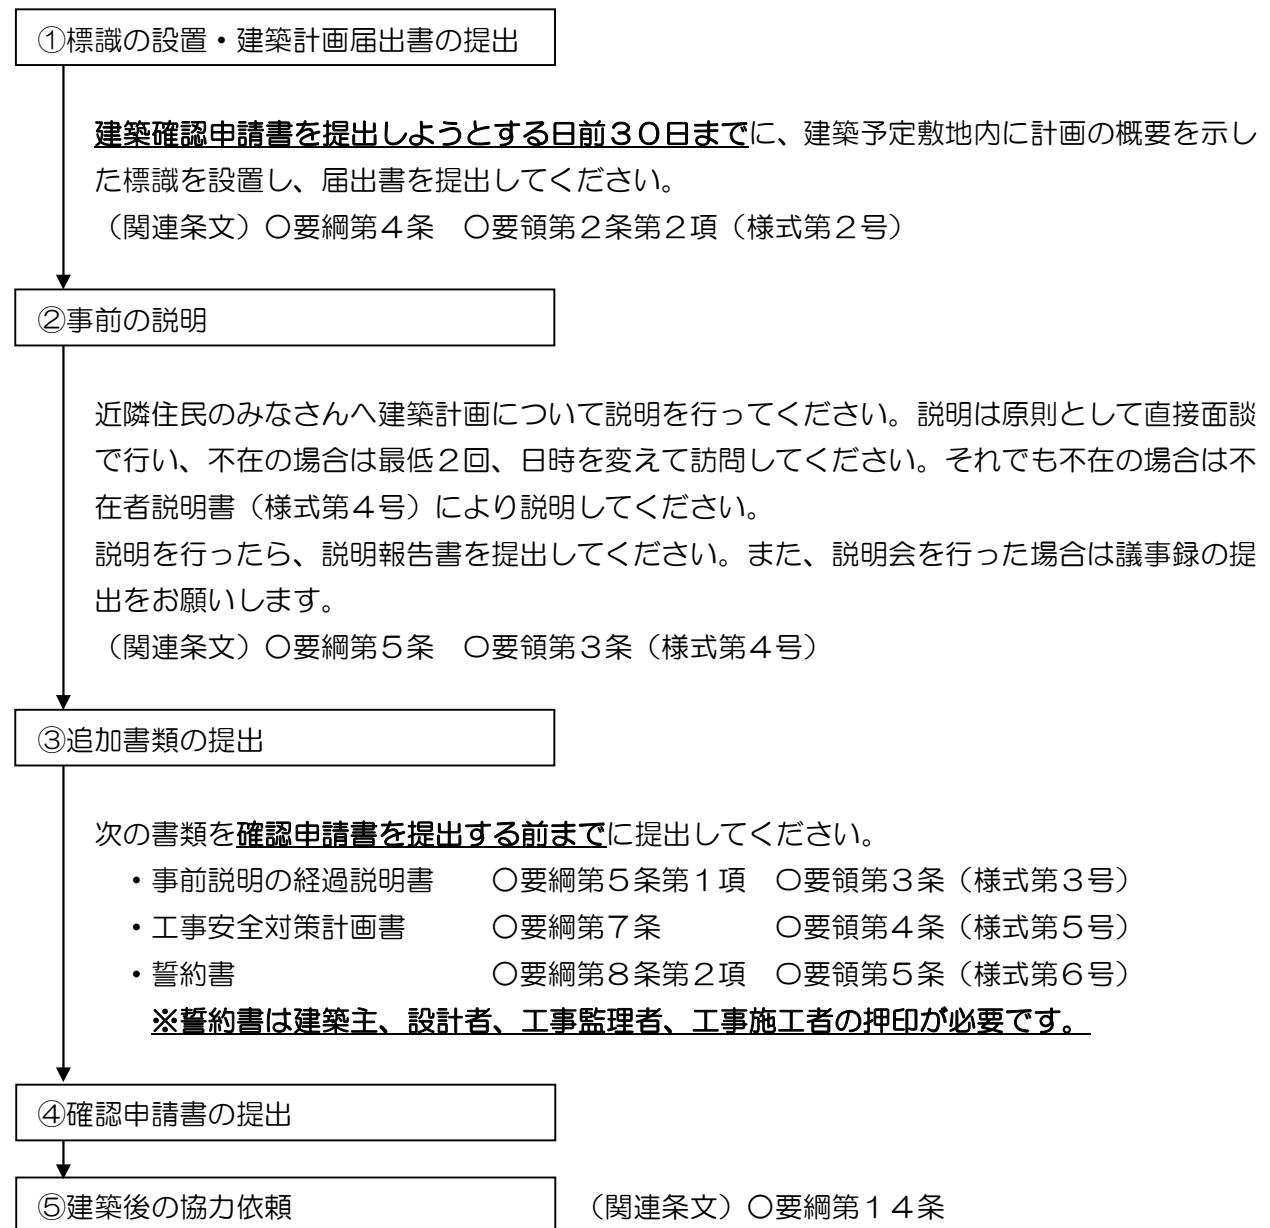 ①標識の設置・建築計画届出書の提出
建築確認申請書を提出しようとする日前３０日までに、建築予定敷地内に計画の概要を示し
た標識を設置し、届出書を提出してください。
（関連条文）〇要綱第４条　〇要領第２条第２項（様式第２号）
②事前の説明
近隣住民のみなさんへ建築計画について説明を行ってください。説明は原則として直接面談
で行い、不在の場合は最低２回、日時を変えて訪問してください。それでも不在の場合は不
在者説明書（様式第４号）により説明してください。
説明を行ったら、説明報告書を提出してください。また、説明会を行った場合は議事録の提
出をお願いします。
（関連条文）〇要綱第５条　〇要領第３条（様式第４号）
③追加書類の提出
次の書類を確認申請書を提出する前までに提出してください。
・事前説明の経過説明書　　〇要綱第５条第１項　〇要領第３条（様式第３号）
・工事安全対策計画書　　　〇要綱第７条　　　　〇要領第４条（様式第５号）
・誓約書　　　　　　　　　〇要綱第８条第２項　〇要領第５条（様式第６号）
※誓約書は建築主、設計者、工事監理者、工事施工者の押印が必要です。
④確認申請書の提出
⑤建築後の協力依頼　（関連条文）〇要綱第１４条